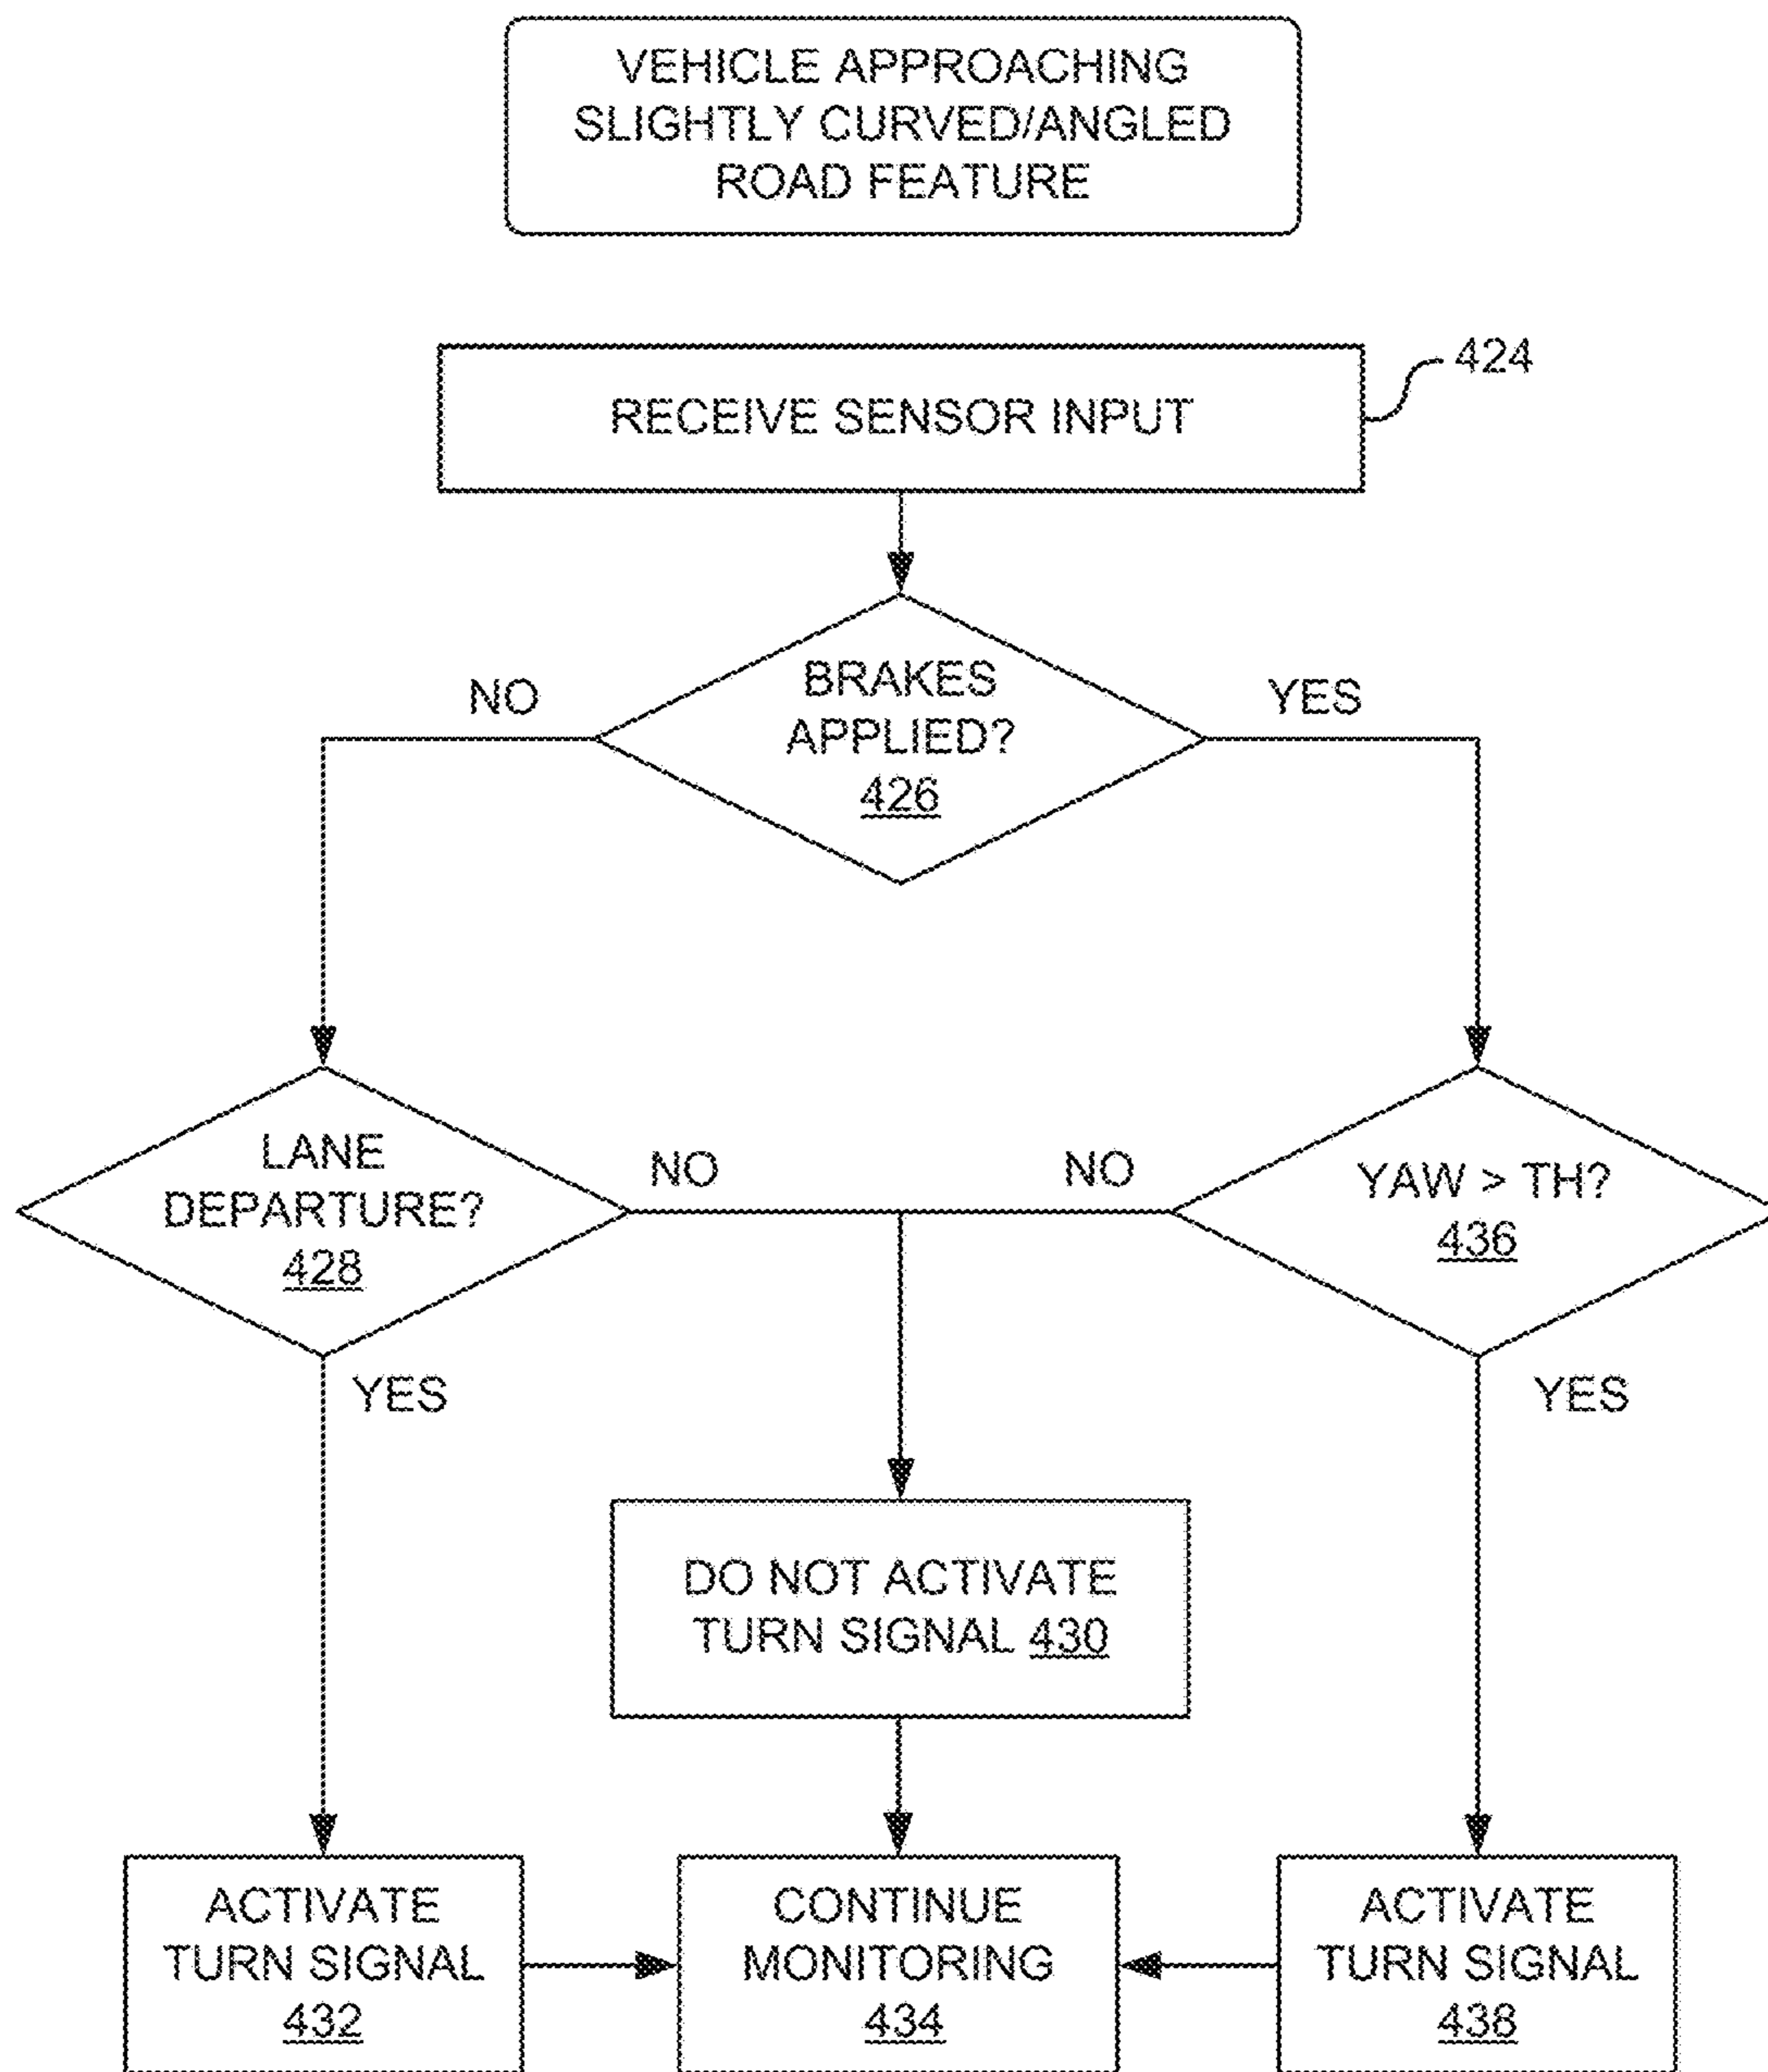 VEHICLE APPROACHING
SLIGHTLY CURVED/ANGLED
ROAD FEATURE
RECEIVE SENSOR INPUT
424
BRAKES
APPLIED?
426
NO
YES
LANE
DEPARTURE?
428
NO
YES
YAW > TH?
436
NO
YES
DO NOT ACTIVATE
TURN SIGNAL 430
ACTIVATE
TURN SIGNAL
432
CONTINUE
MONITORING
434
ACTIVATE
TURN SIGNAL
438